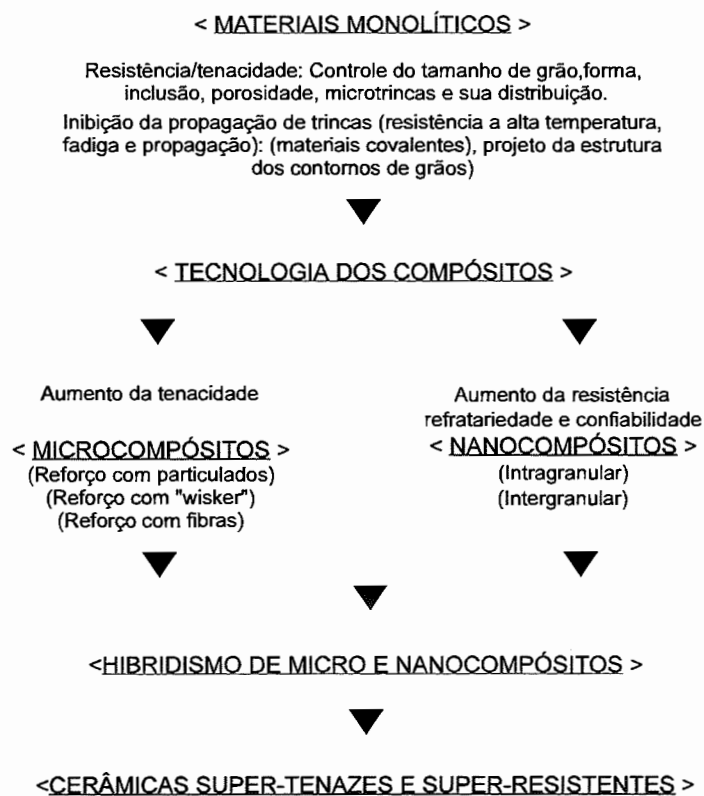 < MATERIAIS MONOLÍTICOS >
Resistência/tenacidade: Controle do tamanho de grão,forma,
inclusão, porosidade, microtrincas e sua distribuição.
Inibição da propagação de trincas (resistência a alta temperatura,
fadiga e propagação): (materiais covalentes), projeto da estrutura
dos contornos de grãos)
< TECNOLOGIA DOS COMPÓSITOS >
Aumento da tenacidade
< MICROCOMPÓSITOS >
(Reforço com particulados)
(Reforço com "wisker")
(Reforço com fibras)
Aumento da resistência
refratariedade e confiabilidade
< NANOCOMPÓSITOS >
(Intragranular)
(Intergranular)
<HIBRIDISMO DE MICRO E NANOCOMPÓSITOS >
<CERÂMICAS SUPER-TENAZES E SUPER-RESISTENTES >